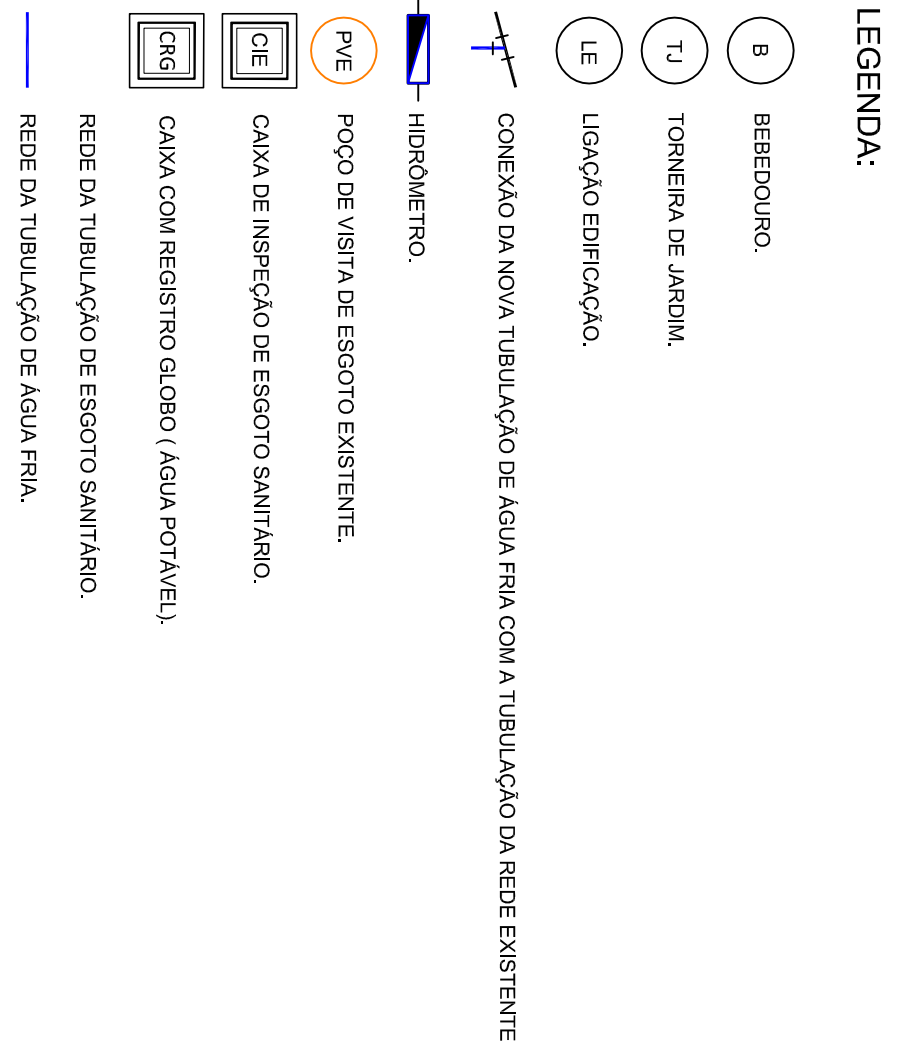 LEGENDA:
B BEBEDOURO.
TJ TORNEIRA DE JARDIM.
LE LIGAÇÃO EDIFICAÇÃO.
CONEXÃO DA NOVA TUBULAÇÃO DE ÁGUA FRIA COM A TUBULAÇÃO DA REDE EXISTENTE
HIDRÔMETRO.
PVE POÇO DE VISITA DE ESGOTO EXISTENTE.
CIE CAIXA DE INSPEÇÃO DE ESGOTO SANITÁRIO.
CRG CAIXA COM REGISTRO GLOBO ( ÁGUA POTÁVEL).
REDE DA TUBULAÇÃO DE ESGOTO SANITÁRIO.
REDE DA TUBULAÇÃO DE ÁGUA FRIA.